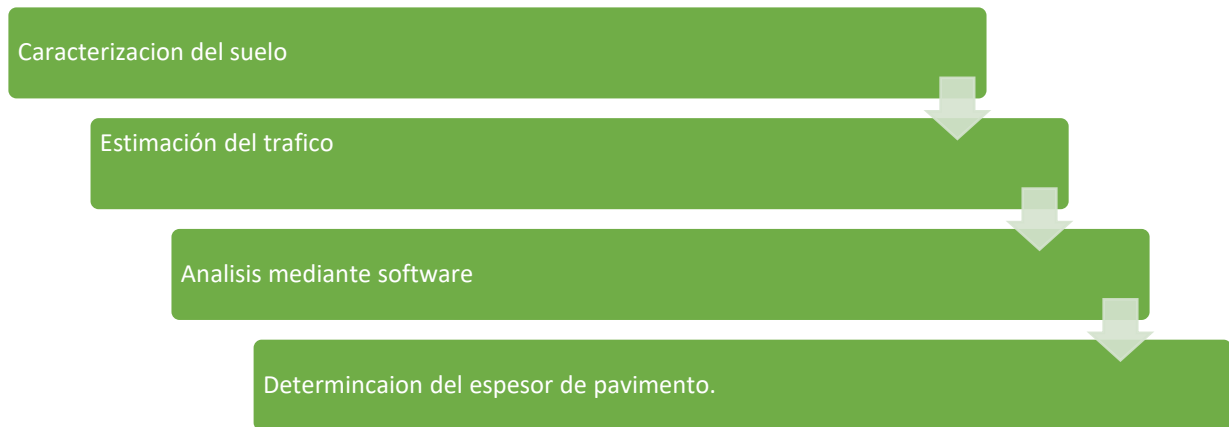 Caracterizacion del suelo
Estimación del trafico
Analisis mediante software
Determincaion del espesor de pavimento.